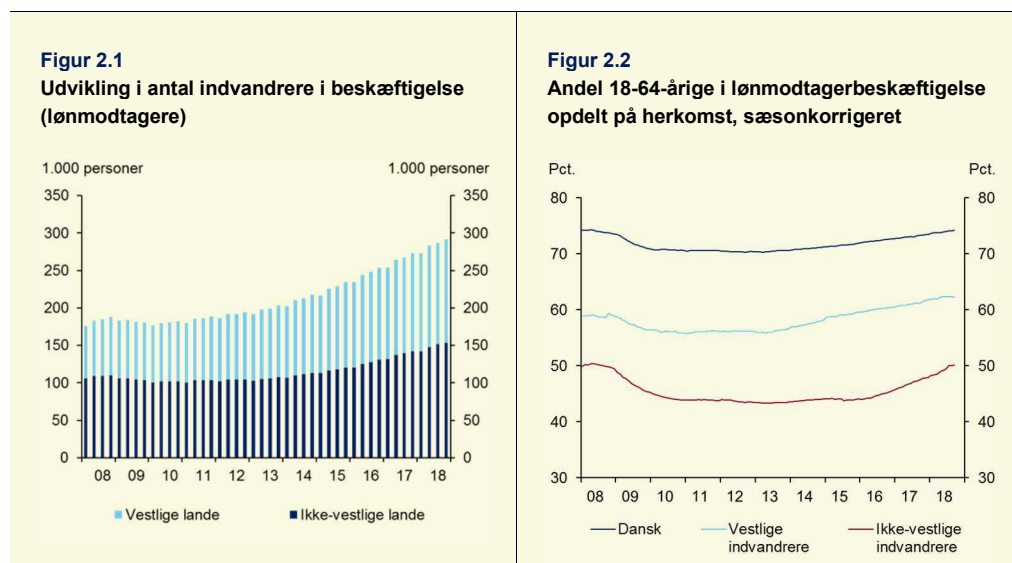 Figur 2.1
Udvikling i antal indvandrere i beskæftigelse
(lønmodtagere)
1.000 personer 1.000 personer
350 350
300 300
250 250
200 200
150 150
100 100
50 50
0 0
08 09 10 11 12 13 14 15 16 17 18
Vestlige lande Ikke-vestlige lande
Figur 2.2
Andel 18-64-årige i lønmodtagerbeskæftigelse
opdelt på herkomst, sæsonkorrigeret
Pct. Pct.
80 80
70 70
60 60
50 50
40 40
30 30
08 09 10 11 12 13 14 15 16 17 18
Dansk Vestlige Ikke-vestlige
indvandrere indvandrere